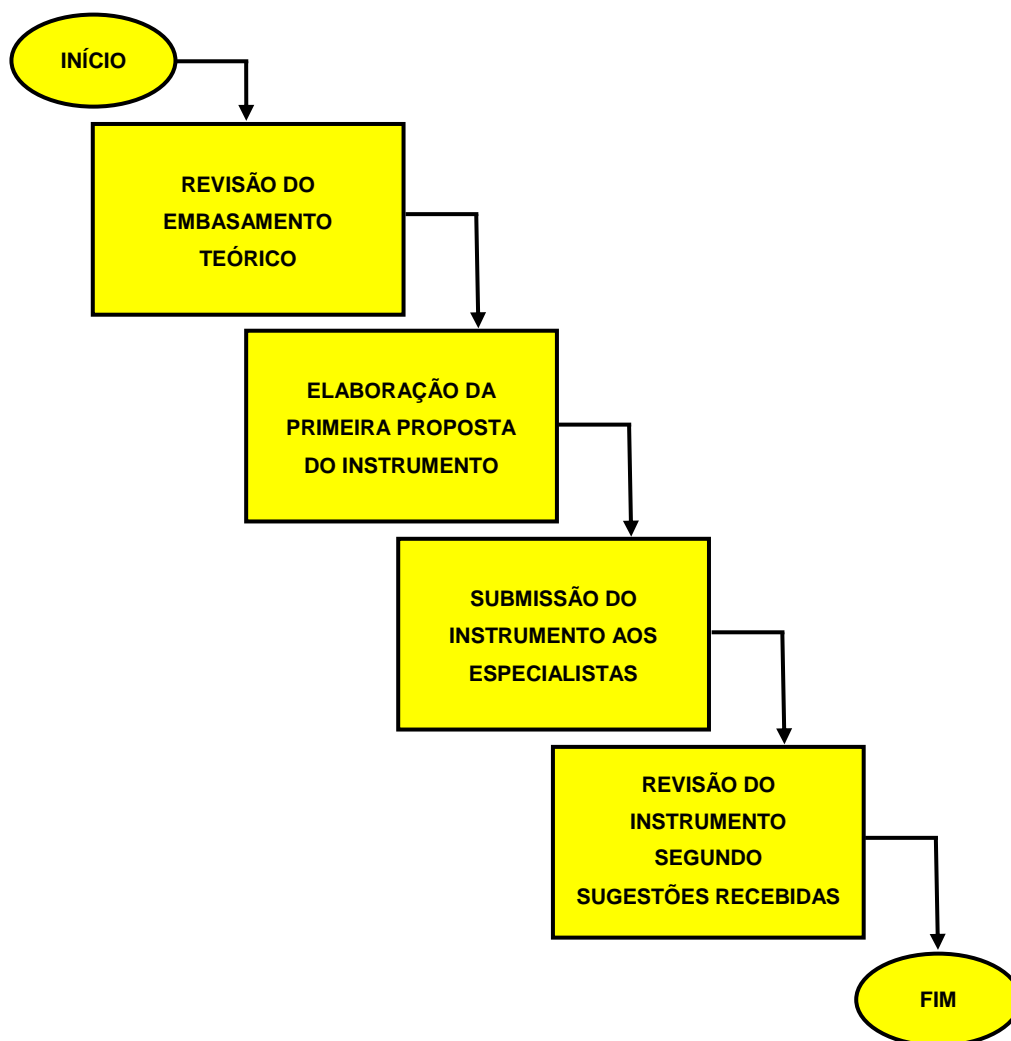 INÍCIO
REVISÃO DO
EMBASAMENTO
TEÓRICO
ELABORAÇÃO DA
PRIMEIRA PROPOSTA
DO INSTRUMENTO
SUBMISSÃO DO
INSTRUMENTO AOS
ESPECIALISTAS
REVISÃO DO
INSTRUMENTO
SEGUNDO
SUGESTÕES RECEBIDAS
FIM